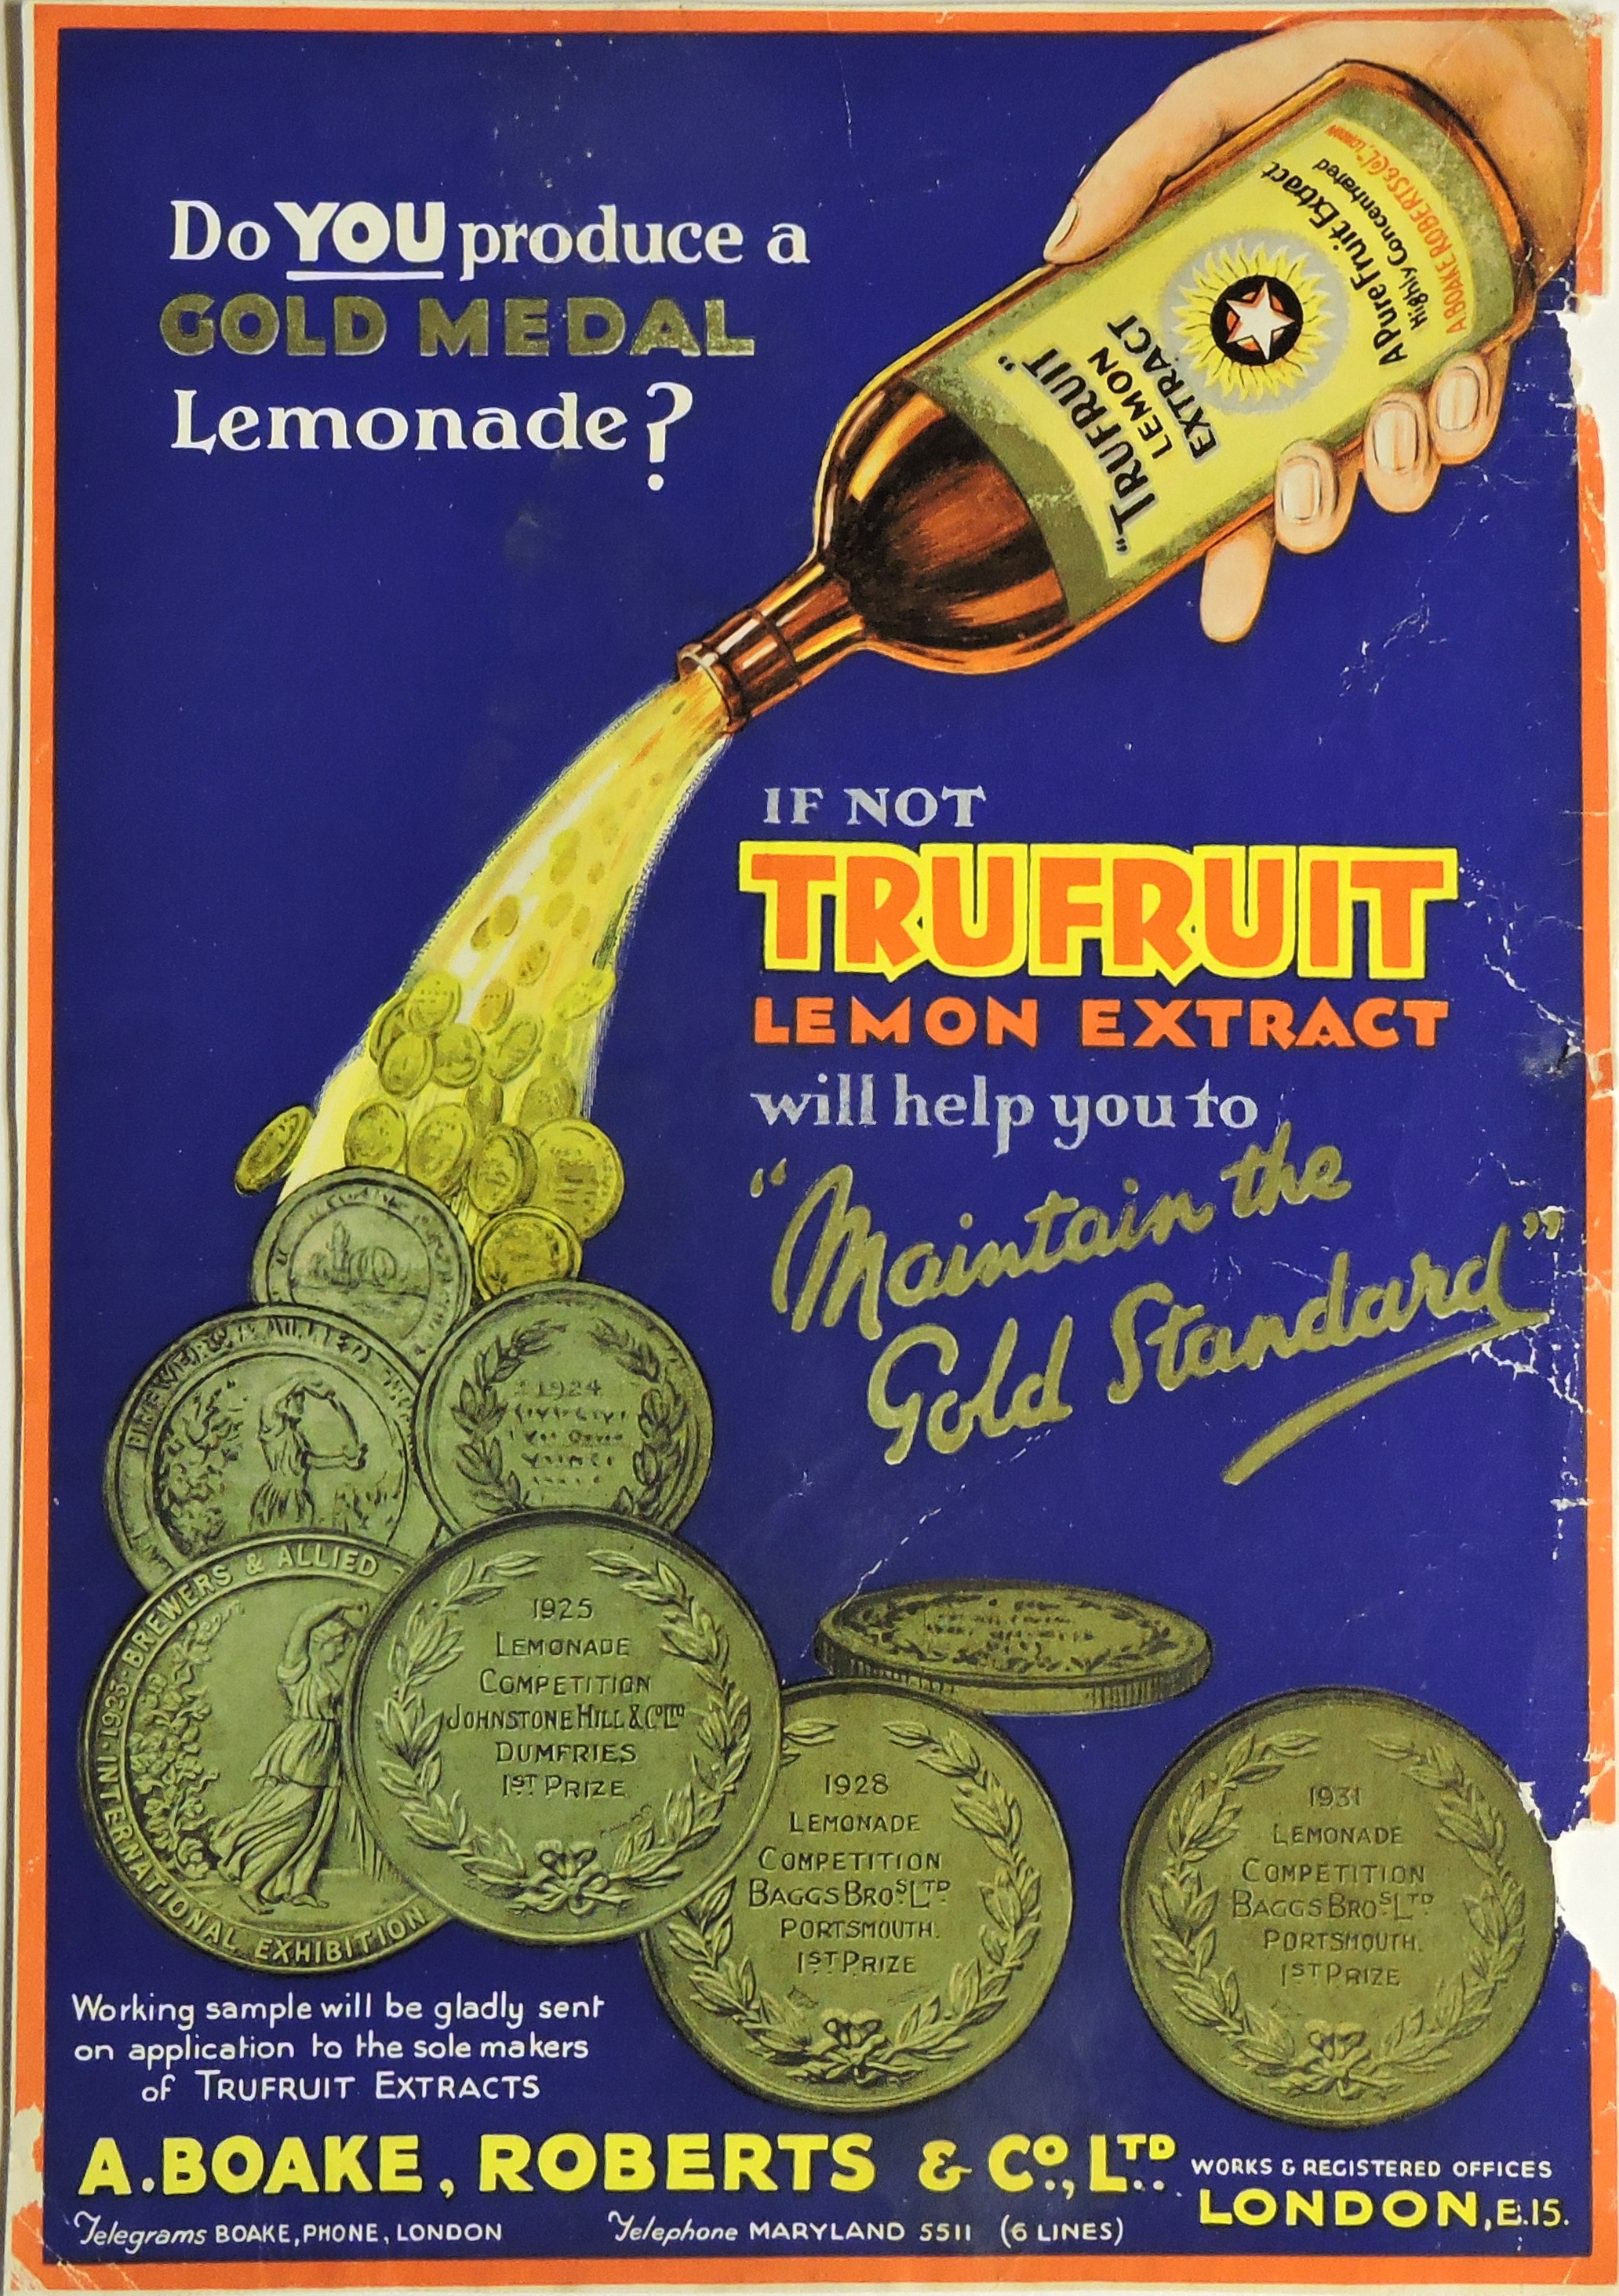 Do YOU produce a
GOLD MEDAL
Lemonade?
"TRUFRUIT"
LEMON
EXTRACT
A Pure Fruit Extract
Highly Concentrated
A BOAKE ROBERTS & Co Ltd, LONDON
IF NOT
TRUFRUIT
LEMON EXTRACT
will help you to
"Maintain the
Gold Standard"
BREWERS & ALLIED
1924
INTERNATIONAL EXHIBITION
1925 · BREWERS & ALLIED
1925
LEMONADE
COMPETITION
JOHNSTONE HILL & Co LTD
DUMFRIES
1ST PRIZE
1928
LEMONADE
COMPETITION
BAGGS BROS. LTD
PORTSMOUTH.
1ST PRIZE
1931
LEMONADE
COMPETITION
BAGGS BROS. LTD
PORTSMOUTH.
1ST PRIZE
Working sample will be gladly sent
on application to the sole makers
of TRUFRUIT EXTRACTS
A. BOAKE, ROBERTS & Co., LTD.
WORKS & REGISTERED OFFICES
LONDON, E.15.
Telegrams BOAKE, PHONE, LONDON
Telephone MARYLAND 5511 (6 LINES)